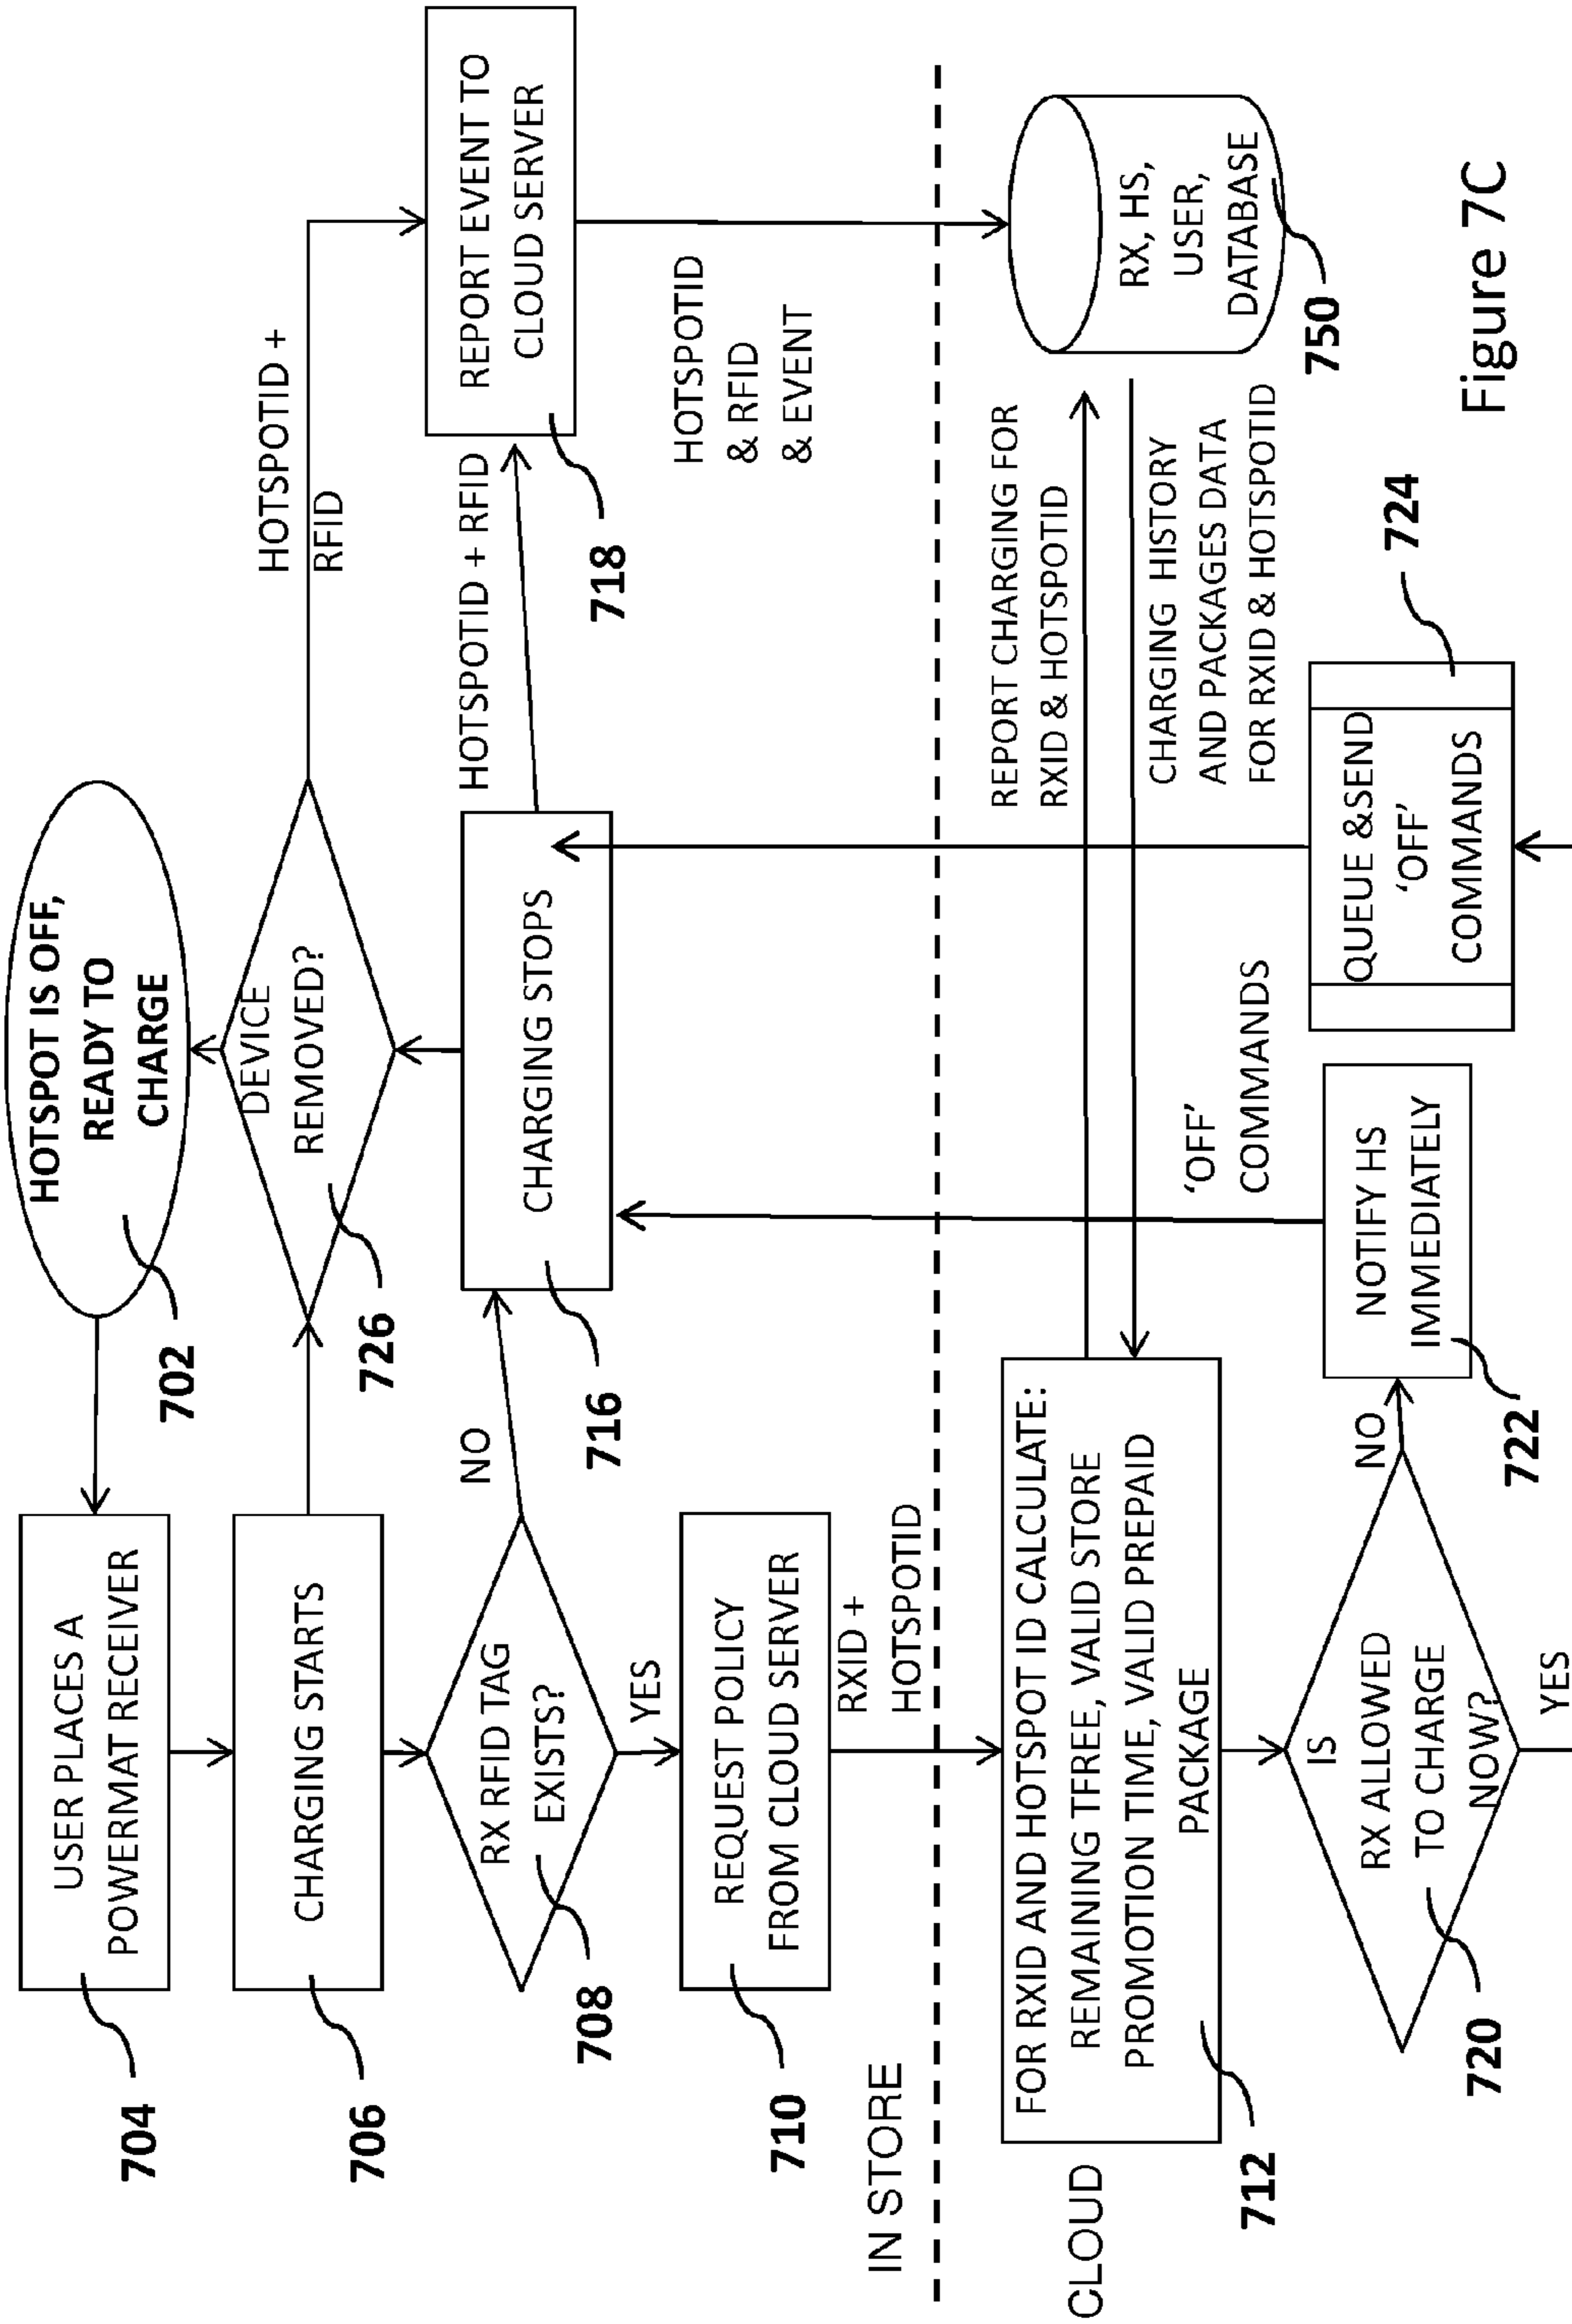 HOTSPOT IS OFF,
READY TO
CHARGE
702
USER PLACES A
POWERMAT RECEIVER
704
CHARGING STARTS
706
DEVICE
REMOVED?
726
HOTSPOTID +
RFID
RX RFID TAG
EXISTS?
708
NO
YES
CHARGING STOPS
716
HOTSPOTID + RFID
REPORT EVENT TO
CLOUD SERVER
718
REQUEST POLICY
FROM CLOUD SERVER
710
RXID +
HOTSPOTID
HOTSPOTID
& RFID
& EVENT
IN STORE
CLOUD
FOR RXID AND HOTSPOT ID CALCULATE:
REMAINING TFREE, VALID STORE
PROMOTION TIME, VALID PREPAID
PACKAGE
712
REPORT CHARGING FOR
RXID & HOTSPOTID
CHARGING HISTORY
AND PACKAGES DATA
FOR RXID & HOTSPOTID
RX, HS,
USER,
DATABASE
750
IS
RX ALLOWED
TO CHARGE
NOW?
720
NO
YES
NOTIFY HS
IMMEDIATELY
722
‘OFF’
COMMANDS
QUEUE &SEND
‘OFF’
COMMANDS
724
Figure 7C